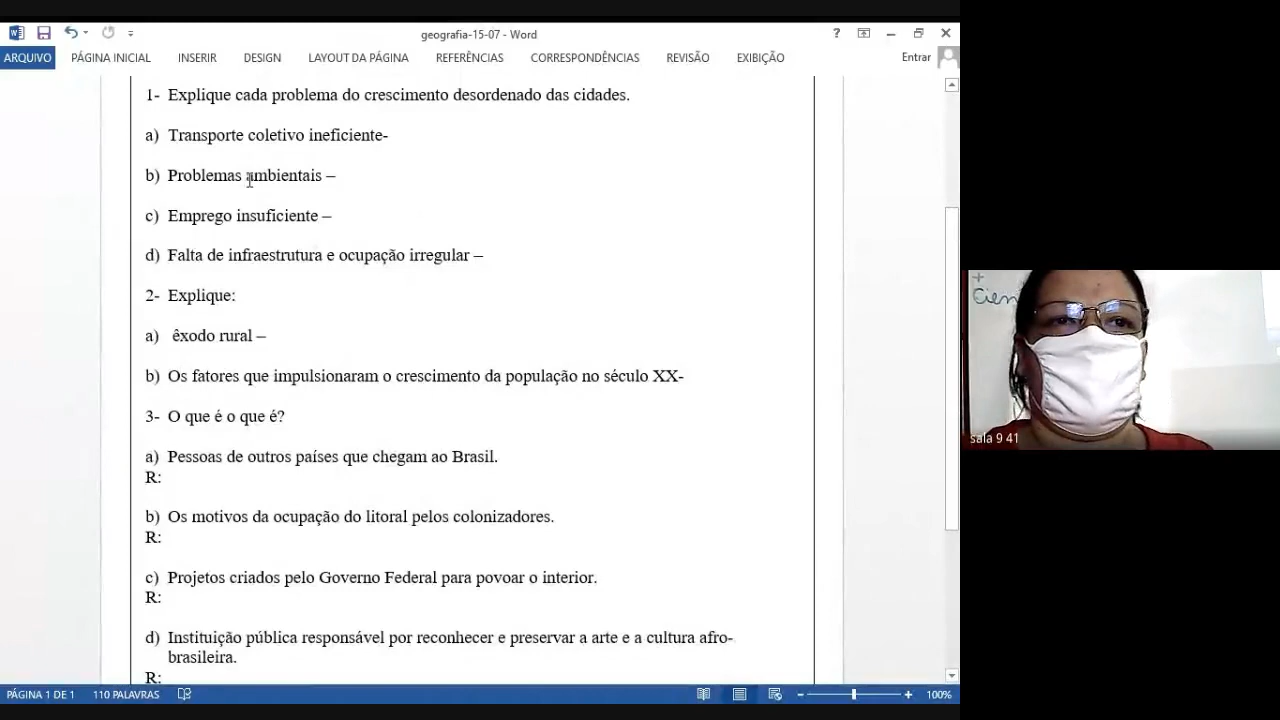 geografia-15-07 - Word
?
ARQUIVO PÁGINA INICIAL INSERIR DESIGN LAYOUT DA PÁGINA REFERÊNCIAS CORRESPONDÊNCIAS REVISÃO EXIBIÇÃO Entrar
1- Explique cada problema do crescimento desordenado das cidades.
a) Transporte coletivo ineficiente-
b) Problemas ambientais –
c) Emprego insuficiente –
d) Falta de infraestrutura e ocupação irregular –
2- Explique:
a) êxodo rural –
b) Os fatores que impulsionaram o crescimento da população no século XX-
3- O que é o que é?
a) Pessoas de outros países que chegam ao Brasil.
R:
b) Os motivos da ocupação do litoral pelos colonizadores.
R:
c) Projetos criados pelo Governo Federal para povoar o interior.
R:
d) Instituição pública responsável por reconhecer e preservar a arte e a cultura afro-
brasileira.
R:
PÁGINA 1 DE 1 110 PALAVRAS 100%
+
Cien
sala 9 41